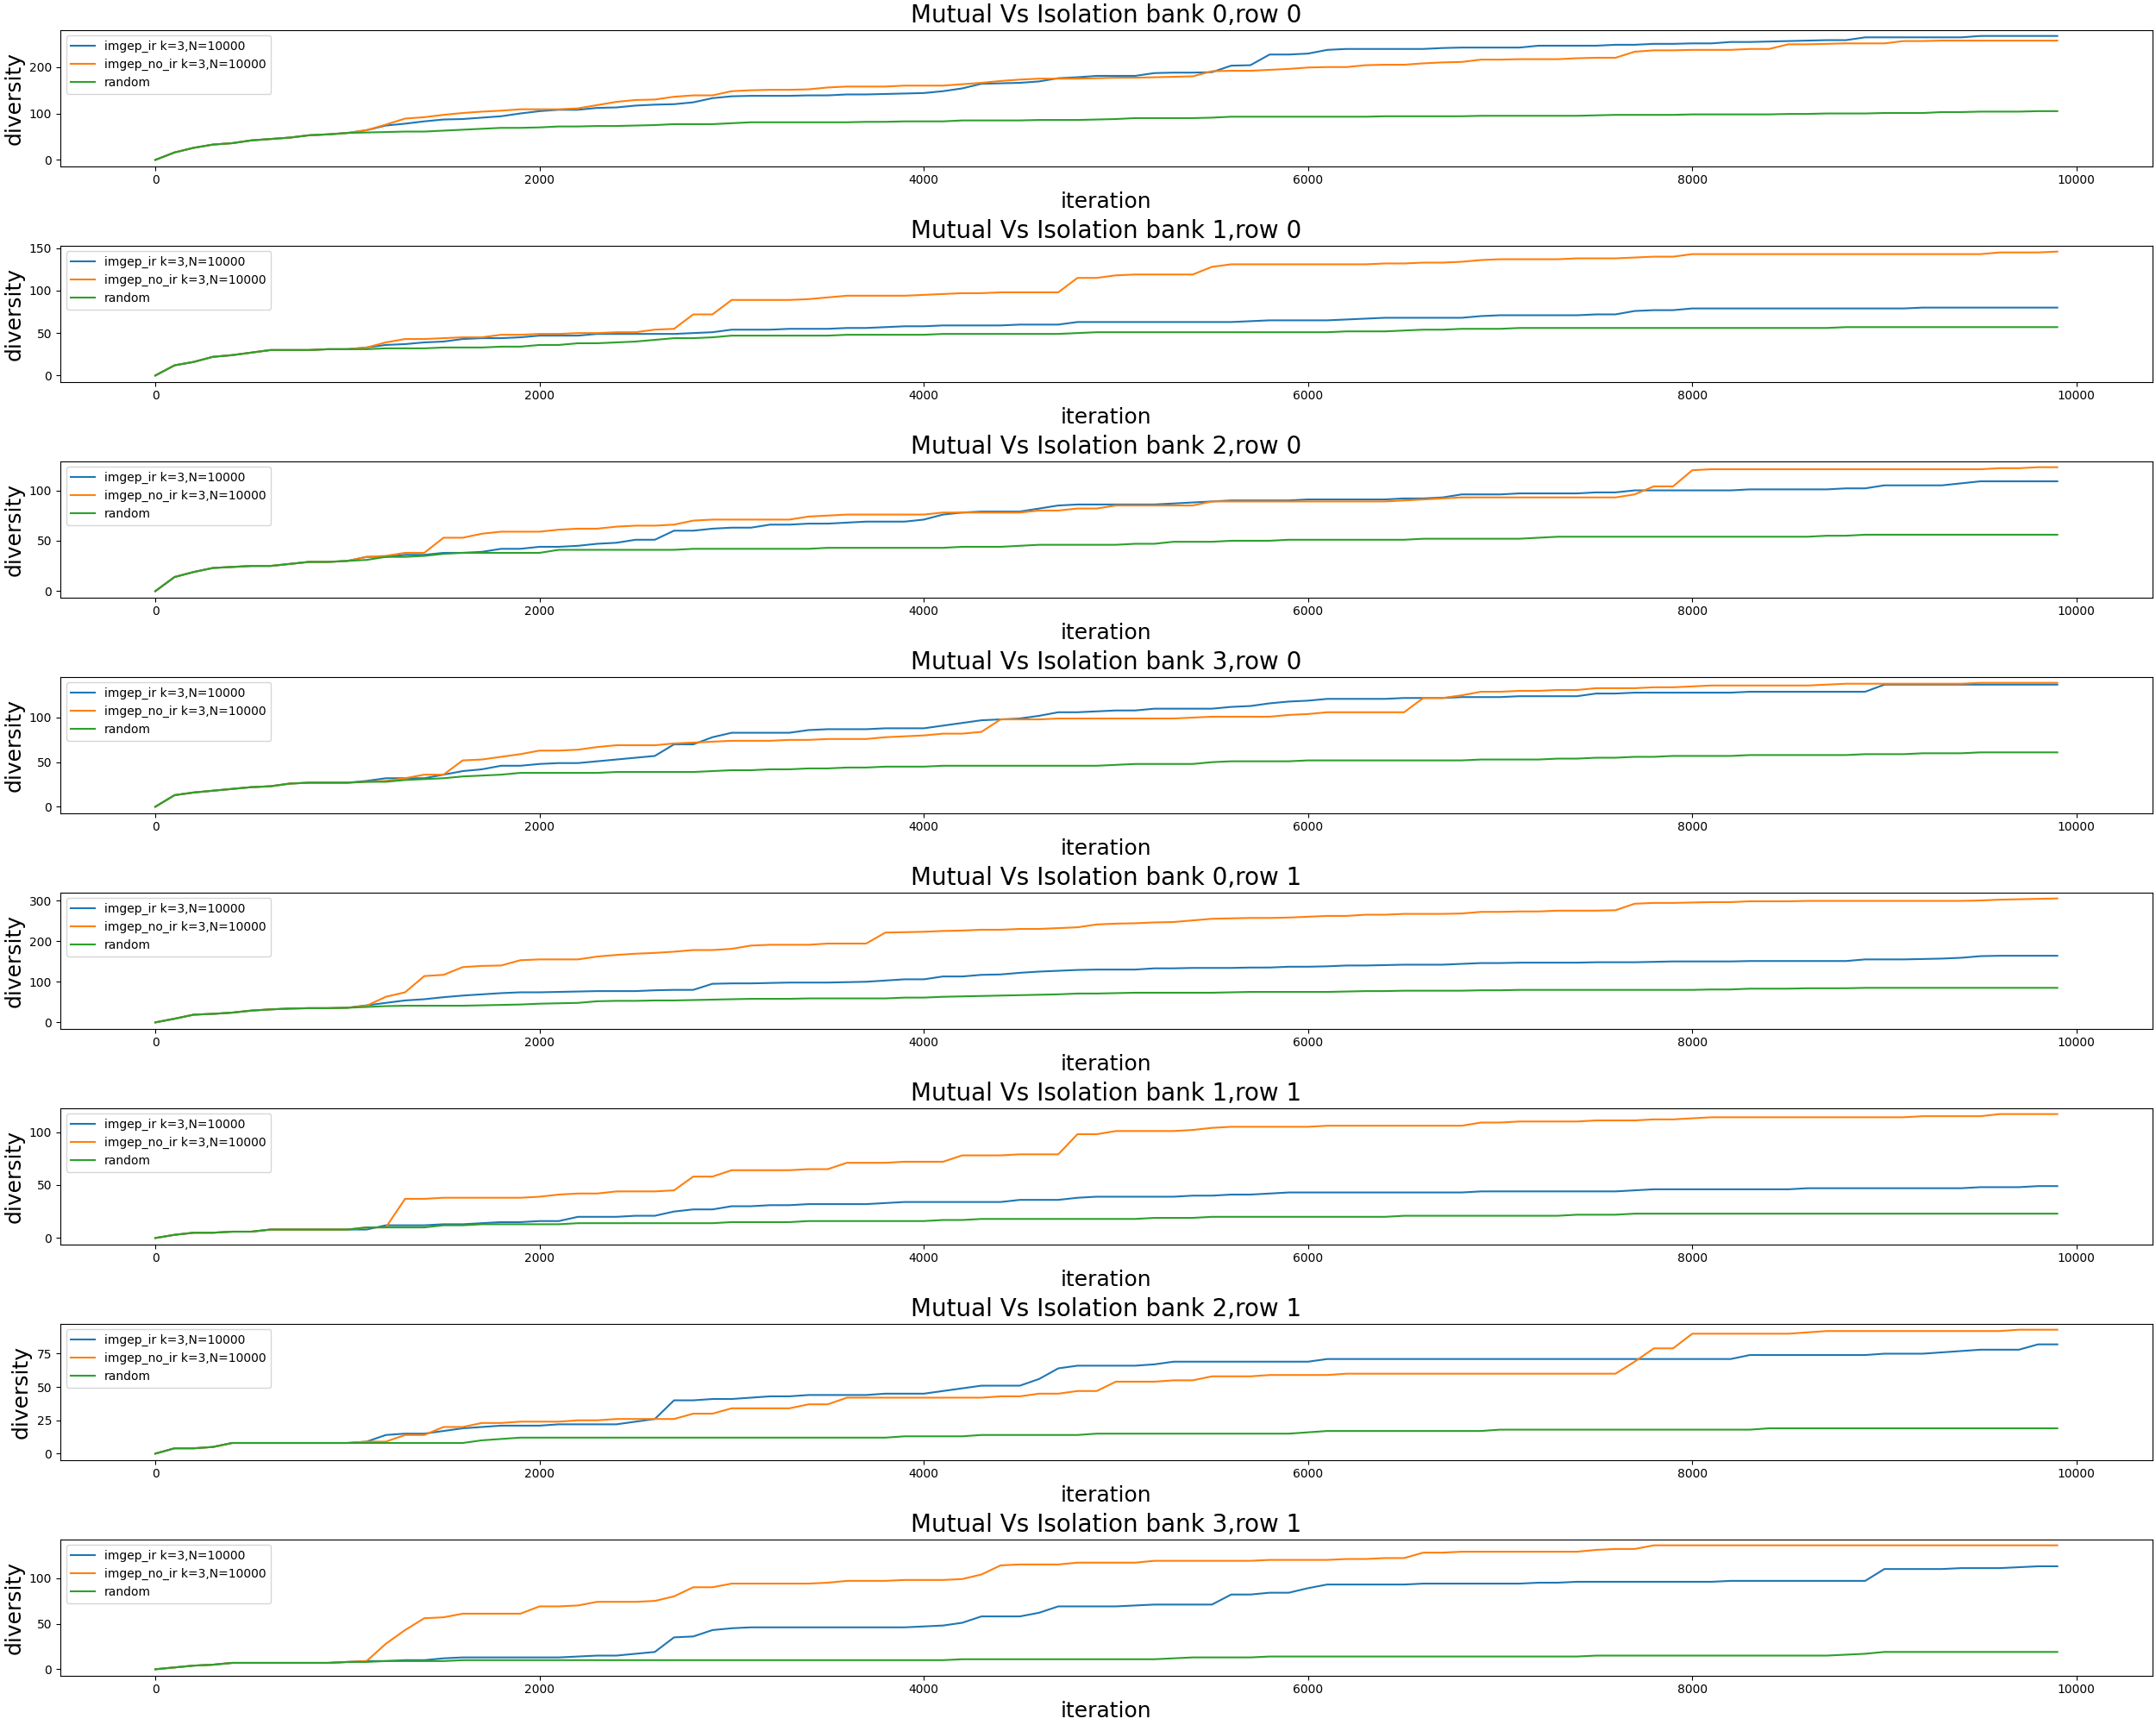 Mutual Vs Isolation bank 0,row 0
imgep_ir k=3,N=10000
imgep_no_ir k=3,N=10000
random
diversity
200
100
0
0 2000 4000 6000 8000 10000
iteration
Mutual Vs Isolation bank 1,row 0
imgep_ir k=3,N=10000
imgep_no_ir k=3,N=10000
random
diversity
150
100
50
0
0 2000 4000 6000 8000 10000
iteration
Mutual Vs Isolation bank 2,row 0
imgep_ir k=3,N=10000
imgep_no_ir k=3,N=10000
random
diversity
100
50
0
0 2000 4000 6000 8000 10000
iteration
Mutual Vs Isolation bank 3,row 0
imgep_ir k=3,N=10000
imgep_no_ir k=3,N=10000
random
diversity
100
50
0
0 2000 4000 6000 8000 10000
iteration
Mutual Vs Isolation bank 0,row 1
imgep_ir k=3,N=10000
imgep_no_ir k=3,N=10000
random
diversity
300
200
100
0
0 2000 4000 6000 8000 10000
iteration
Mutual Vs Isolation bank 1,row 1
imgep_ir k=3,N=10000
imgep_no_ir k=3,N=10000
random
diversity
100
50
0
0 2000 4000 6000 8000 10000
iteration
Mutual Vs Isolation bank 2,row 1
imgep_ir k=3,N=10000
imgep_no_ir k=3,N=10000
random
diversity
75
50
25
0
0 2000 4000 6000 8000 10000
iteration
Mutual Vs Isolation bank 3,row 1
imgep_ir k=3,N=10000
imgep_no_ir k=3,N=10000
random
diversity
100
50
0
0 2000 4000 6000 8000 10000
iteration